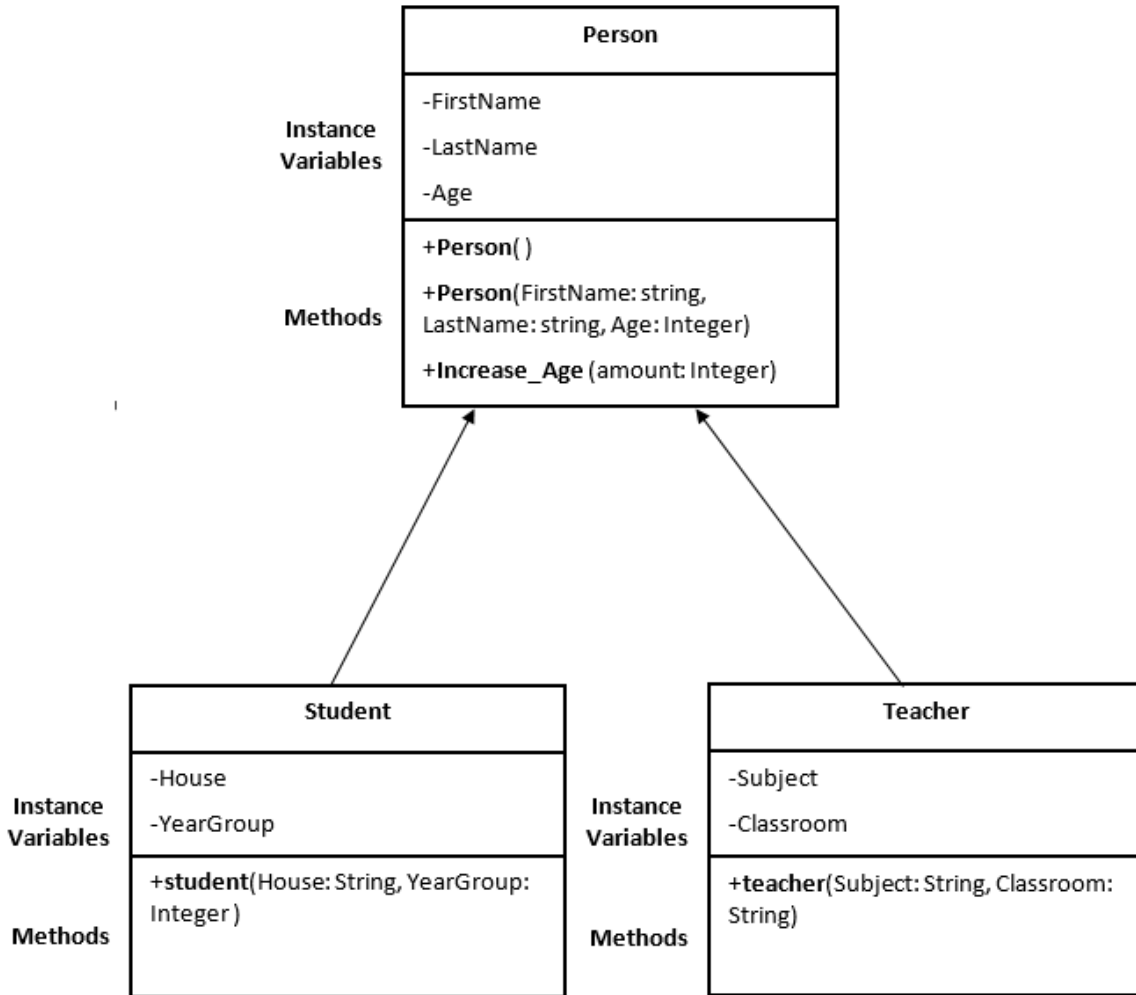 Person
Instance
Variables
-FirstName
-LastName
-Age
Methods
+Person( )
+Person(FirstName: string,
LastName: string, Age: Integer)
+Increase_Age (amount: Integer)
Student
Instance
Variables
-House
-YearGroup
Methods
+student(House: String, YearGroup:
Integer )
Teacher
Instance
Variables
-Subject
-Classroom
Methods
+teacher(Subject: String, Classroom:
String)